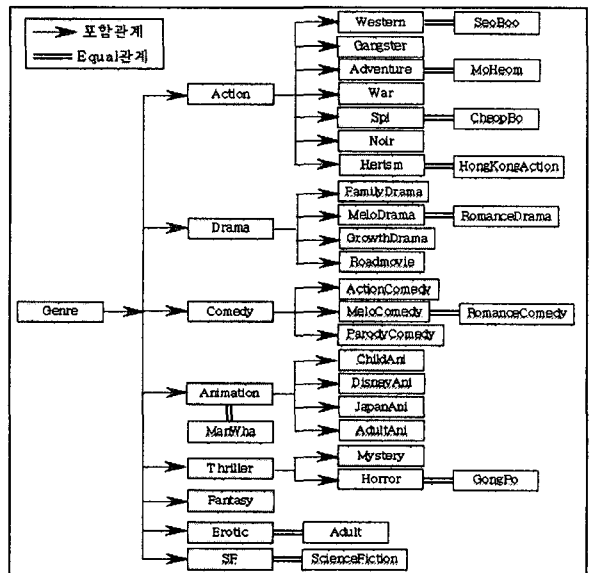 포함관계
Equal관계
Western
SeoBoo
Gangster
Adventure
MoHeom
Action
War
Spi
CheopBo
Noir
Herism
HongKongAction
FamilyDrama
MeloDrama
RomanceDrama
Drama
GrowthDrama
Roadmovie
ActionComedy
Genre
Comedy
MeloComedy
RomanceComedy
ParodyComedy
ChildAni
DisneyAni
Animation
JapanAni
ManWha
AdultAni
Mystery
Thriller
Horror
GongPo
Fantasy
Erotic
Adult
SF
ScienceFiction